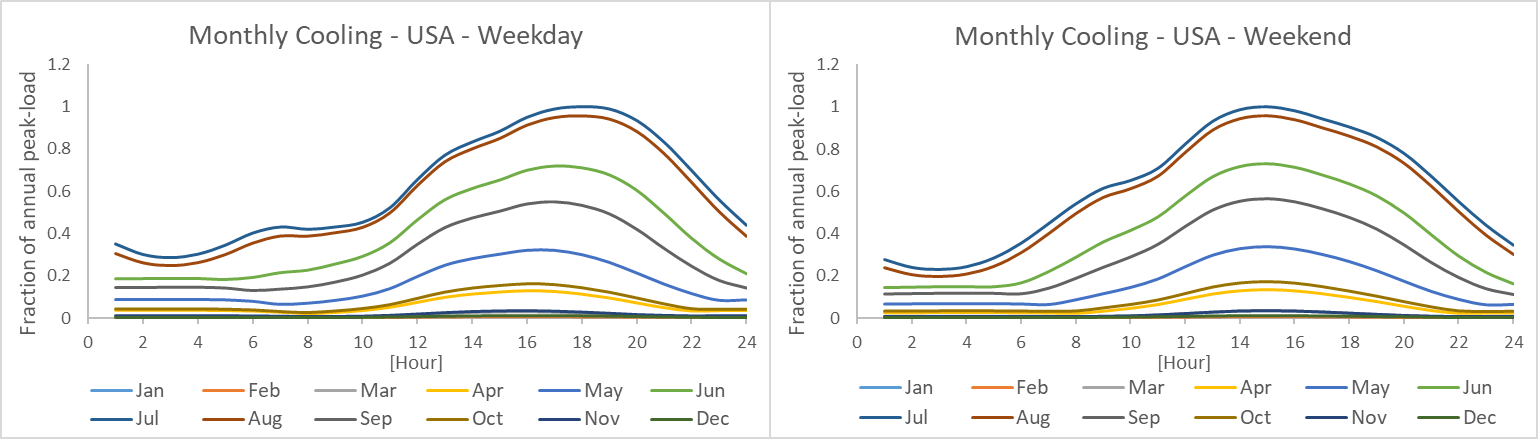 Monthly Cooling - USA - Weekday
Fraction of annual peak-load
1.2
1
0.8
0.6
0.4
0.2
0
0 2 4 6 8 10 12 14 16 18 20 22 24
[Hour]
Jan Feb Mar Apr May Jun
Jul Aug Sep Oct Nov Dec
Monthly Cooling - USA - Weekend
Fraction of annual peak-load
1.2
1
0.8
0.6
0.4
0.2
0
0 2 4 6 8 10 12 14 16 18 20 22 24
[Hour]
Jan Feb Mar Apr May Jun
Jul Aug Sep Oct Nov Dec